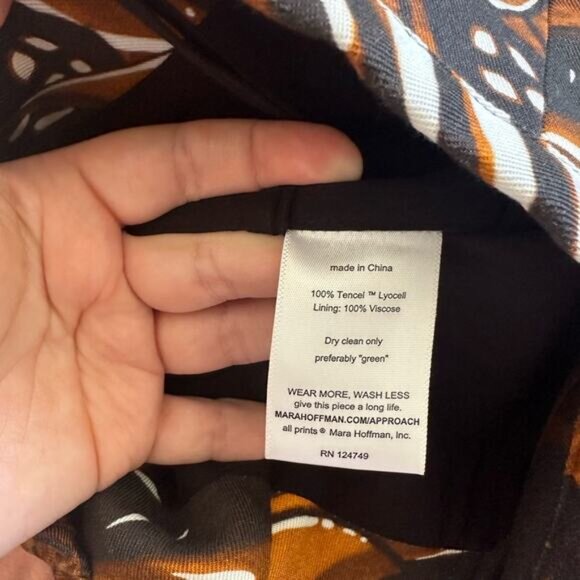 made in China
100% Tencel ™ Lyocell
Lining: 100% Viscose
Dry clean only
preferably "green"
WEAR MORE, WASH LESS
give this piece a long life.
MARAHOFFMAN.COM/APPROACH
all prints ® Mara Hoffman, inc.
RN 124749